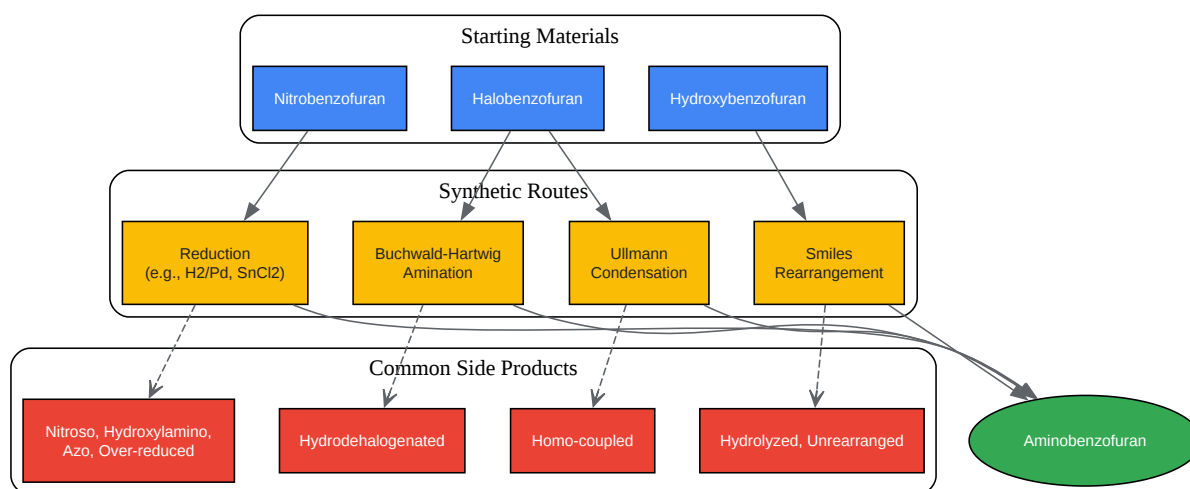 Starting Materials
Nitrobenzofuran
Halobenzofuran
Hydroxybenzofuran
Synthetic Routes
Reduction
(e.g., H2/Pd, SnCl2)
Buchwald-Hartwig
Amination
Ullmann
Condensation
Smiles
Rearrangement
Common Side Products
Nitroso, Hydroxylamino,
Azo, Over-reduced
Hydrodehalogenated
Homo-coupled
Hydrolyzed, Unrearranged
Aminobenzofuran